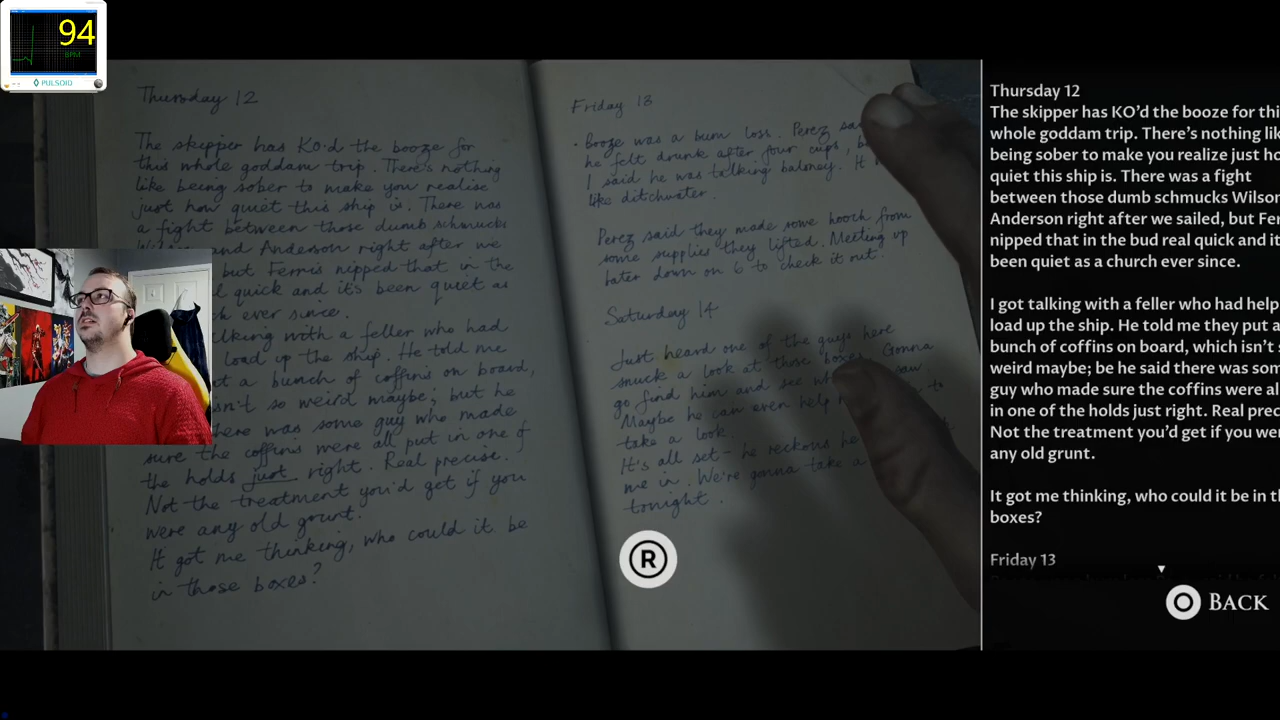 94
BPM
PULSOID
Thursday 12
The skipper has KO'd the booze for
this whole goddam trip. There's nothing
like being sober to make you realise
just how quiet this ship is. There was
a fight between those dumb schmucks
and Anderson right after we
but Ferris nipped that in the
quick and it's been quiet as
ever since.
talking with a feller who had
load up the ship. He told me
a bunch of coffins on board,
isn't so weird maybe; but he
there was some guy who made
sure the coffins were all put in one of
the holds just right. Real precise.
Not the treatment you'd get if you
were any old grunt.
It got me thinking, who could it be
in those boxes?
Friday 13
- Booze was a bum loss. Perez
he felt drunk after four cups,
I said he was talking baloney. It
like ditchwater.
Perez said they made some hooch from
some supplies they lifted. Meeting up
later down on 6 to check it out.
Saturday 14
Just heard one of the guys here
snuck a look at those boxes. Gonna
go find him and see saw
Maybe he can even help to
take a look.
It's all set - he reckons he
me in. We're gonna take a
tonight.
R
Thursday 12
The skipper has KO'd the booze for thi
whole goddam trip. There's nothing lik
being sober to make you realize just ho
quiet this ship is. There was a fight
between those dumb schmucks Wilson
Anderson right after we sailed, but Fer
nipped that in the bud real quick and it
been quiet as a church ever since.
I got talking with a feller who had help
load up the ship. He told me they put a
bunch of coffins on board, which isn't s
weird maybe; be he said there was som
guy who made sure the coffins were al
in one of the holds just right. Real prec
Not the treatment you'd get if you wer
any old grunt.
It got me thinking, who could it be in th
boxes?
Friday 13
BACK